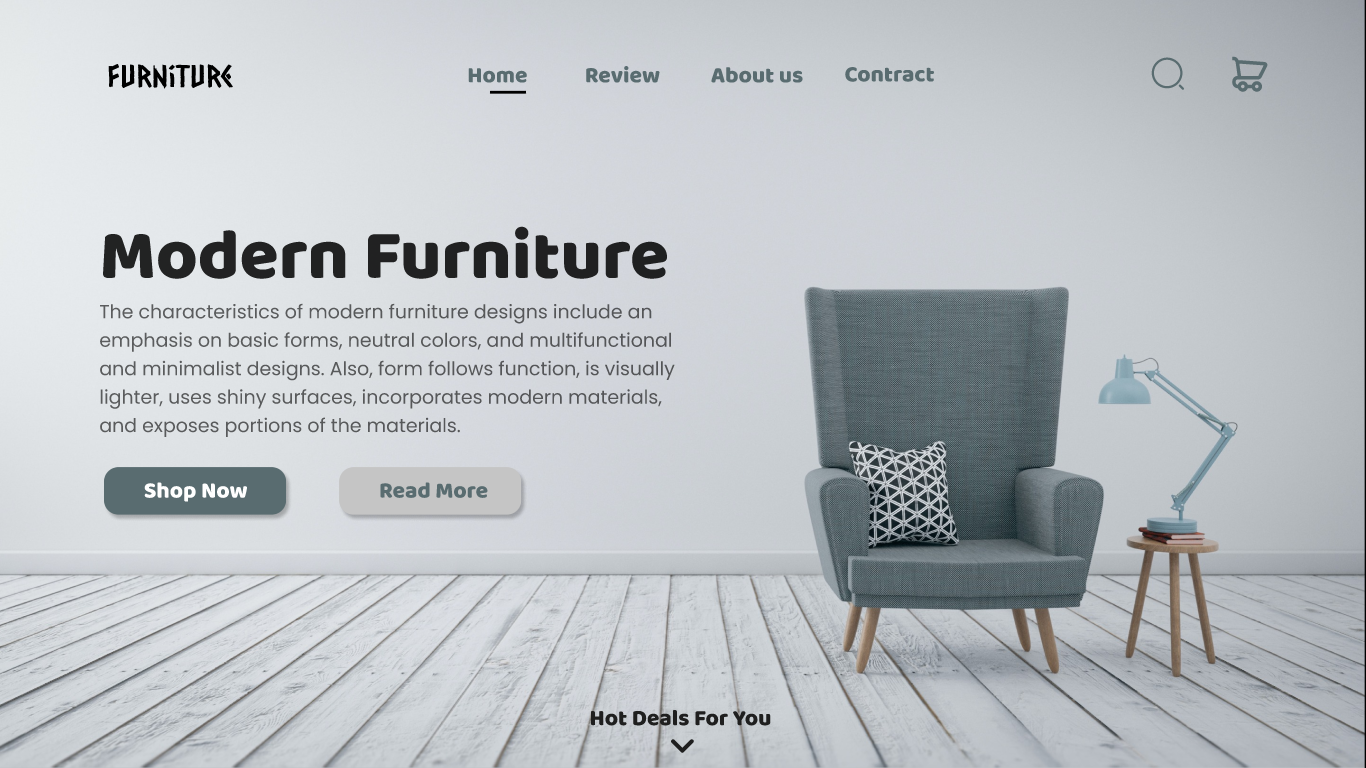 FURNiTURE
Home Review About us Contract
Modern Furniture
The characteristics of modern furniture designs include an
emphasis on basic forms, neutral colors, and multifunctional
and minimalist designs. Also, form follows function, is visually
lighter, uses shiny surfaces, incorporates modern materials,
and exposes portions of the materials.
Shop Now Read More
Hot Deals For You